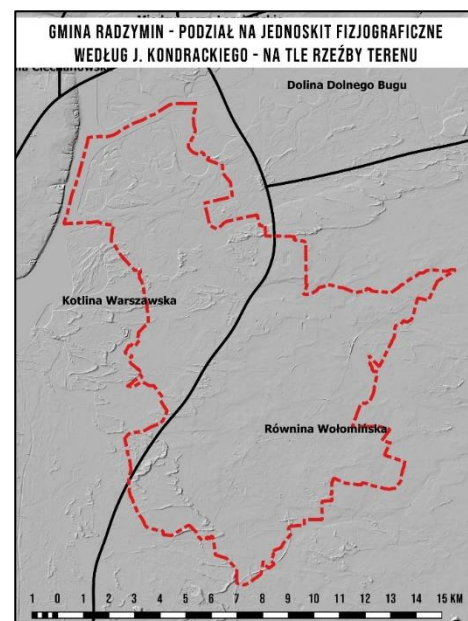 GMINA RADZYMIN - PODZIAŁ NA JEDNOSKIT FIZJOGRAFICZNE
WEDŁUG J. KONDRACKIEGO - NA TLE RZEŹBY TERENU
Dolina Dolnego Bugu
Kotlina Warszawska
Równina Wołomińska
1 0 1 2 3 4 5 6 7 8 9 10 11 12 13 14 15 KM